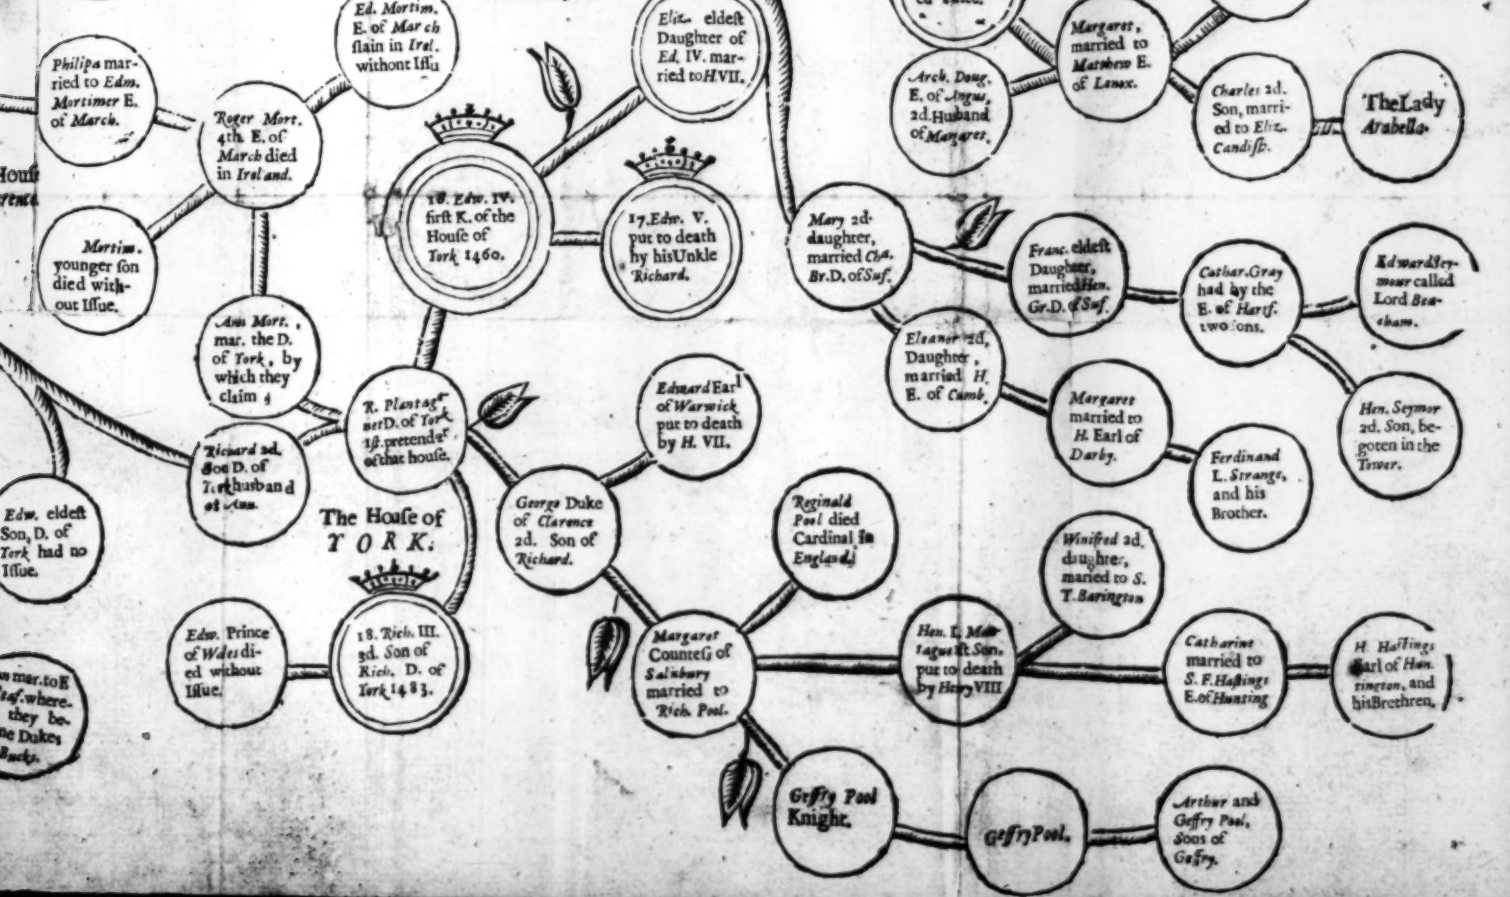 Philipa mar-
ried to Edm.
Mortimer E.
of March.
Ed. Mortim.
E. of March
ſlain in Irel.
without Iſſu
Roger Mort.
4th E. of
March died
in Ireland.
Mortim.
younger ſon
died with-
out Iſſue.
Ann Mort.,
mar. the D.
of York, by
which they
claim
Richard 2d.
Son D. of
York husband
of Ann.
Edw. eldeſt
Son, D. of
York had no
Iſſue.
mar. to E
Staf. where-
they be-
Dukes
Bucks.
R. Plantag
net D. of York
1ſt. pretender
of that houſe.
The Houſe of
YORK.
Edw. Prince
of Wales di-
ed without
Iſſue.
18. Rich. III.
3d. Son of
Rich. D. of
York 1483.
16. Edw. IV.
firſt K. of the
Houſe of
York 1460.
17. Edw. V.
put to death
by his Unkle
Richard.
Eliz. eldeſt
Daughter of
Ed. IV. mar-
ried to H VII.
Edward Earl
of Warwick
put to death
by H. VII.
George Duke
of Clarence
2d. Son of
Richard.
Margaret
Counteſs of
Salisbury
married to
Rich. Pool.
Reginald
Pool died
Cardinal in
England.
Hen. L. Mon-
tague 1ſt Son,
put to death
by Henry VIII
Winifred 2d.
daughter,
maried to S.
T. Barington
Catharine
married to
S. F. Haſtings
E. of Hunting
H. Haſtings
Earl of Hun
tington, and
his Brethren.
Geffry Pool
Knight.
Geffry Pool.
Arthur and
Geffry Pool,
Sons of
Geffry.
Margaret,
married to
Matthew E.
of Lenox.
Arch. Doug.
E. of Angus,
2d. Husband
of Margret.
Charles 2d.
Son, marri-
ed to Eliz.
Candiſh.
The Lady
Arabella.
Mary 2d.
daughter,
married Cha.
Br. D. of Suf.
Franc. eldeſt
Daughter,
married Hen.
Gr. D. of Suf.
Cathar. Gray
had by the
E. of Hartf.
two ſons.
Edward Sey-
mour called
Lord Bea-
cham.
Hen. Seymor
2d. Son, be-
goten in the
Tower.
Eleanor 2d,
Daughter,
married H.
E. of Cumb.
Margaret
married to
H. Earl of
Darby.
Ferdinand
L. Strange,
and his
Brother.